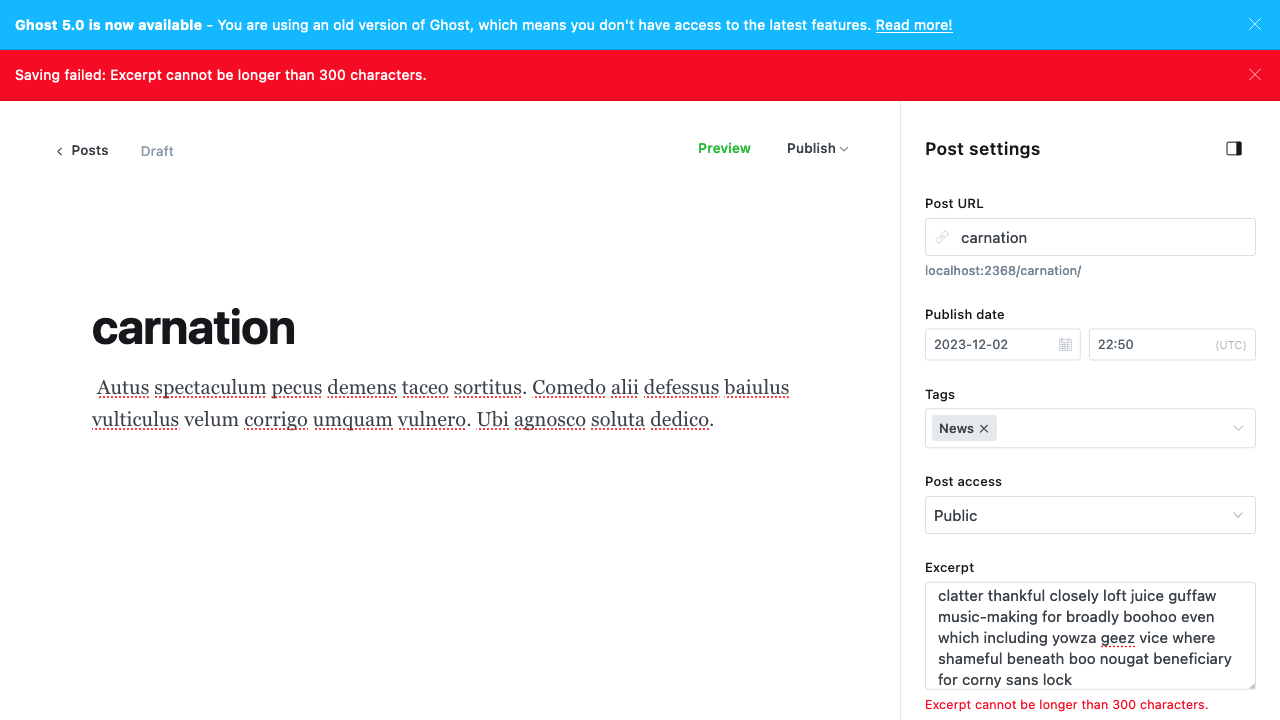 Ghost 5.0 is now available - You are using an old version of Ghost, which means you don't have access to the latest features. Read more!
Saving failed: Excerpt cannot be longer than 300 characters.
Posts
Draft
Preview
Publish
Post settings
Post URL
carnation
localhost:2368/carnation/
Publish date
2023-12-02
22:50
(UTC)
Tags
News
Post access
Public
Excerpt
clatter thankful closely loft juice guffaw
music-making for broadly boohoo even
which including yowza geez vice where
shameful beneath boo nougat beneficiary
for corny sans lock
Excerpt cannot be longer than 300 characters.
carnation
Autus spectaculum pecus demens taceo sortitus. Comedo alii defessus baiulus
vulticulus velum corrigo umquam vulnero. Ubi agnosco soluta dedico.